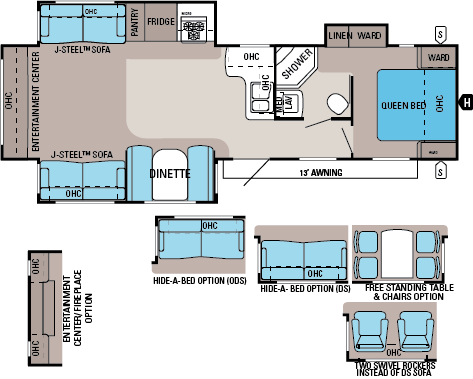 OHC
J-STEEL™ SOFA
PANTRY
FRIDGE
MICRO
OHC
OHC
SHOWER
LINEN WARD
S
WARD
ENTERTAINMENT CENTER
OHC
MED
LAV
QUEEN BED
OHC
H
J-STEEL™ SOFA
OHC
DINETTE
13' AWNING
WARD
S
OHC
HIDE-A-BED OPTION (ODS)
OHC
HIDE-A-BED OPTION (DS)
OHC
FREE STANDING TABLE
& CHAIRS OPTION
OHC
OHC
ENTERTAINMENT
CENTER/FIREPLACE
OPTION
OHC
TWO SWIVEL ROCKERS
INSTEAD OF DS SOFA